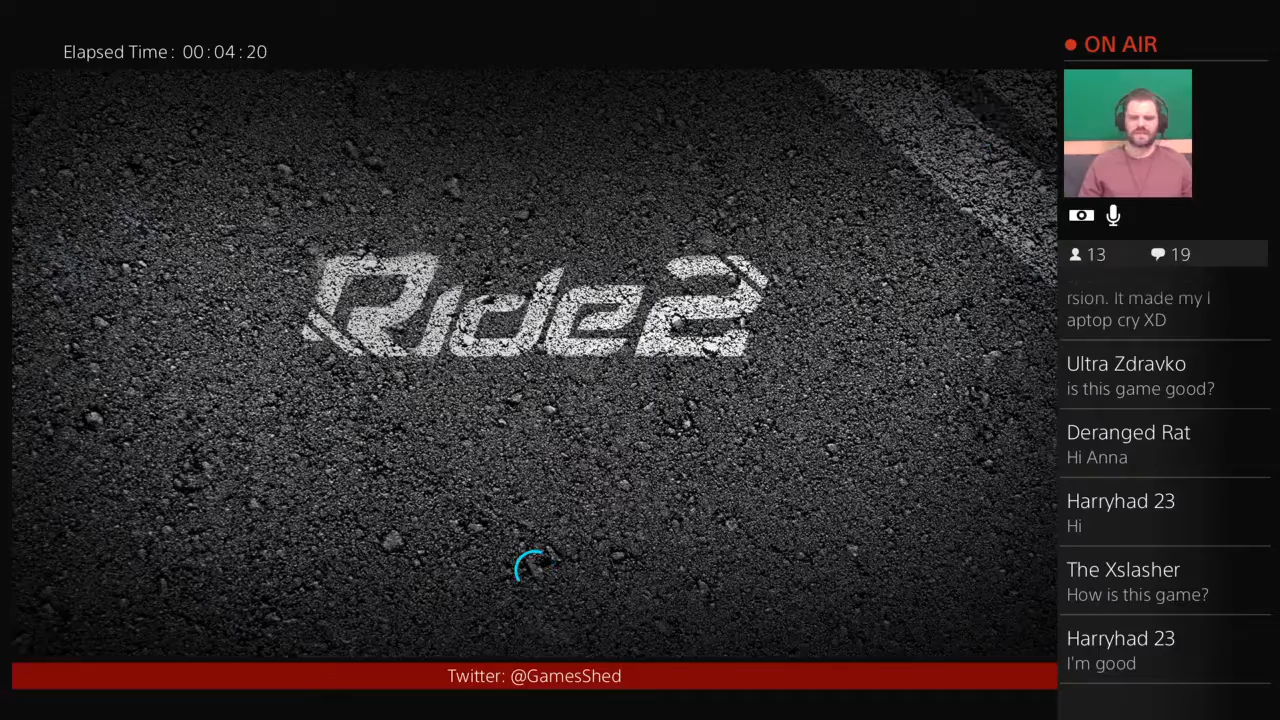 Elapsed Time: 00:04:20
ON AIR
13 19
rsion. It made my l
aptop cry XD
Ultra Zdravko
is this game good?
Deranged Rat
Hi Anna
Harryhad 23
Hi
The Xslasher
How is this game?
Harryhad 23
I'm good
Ride2
Twitter: @GamesShed